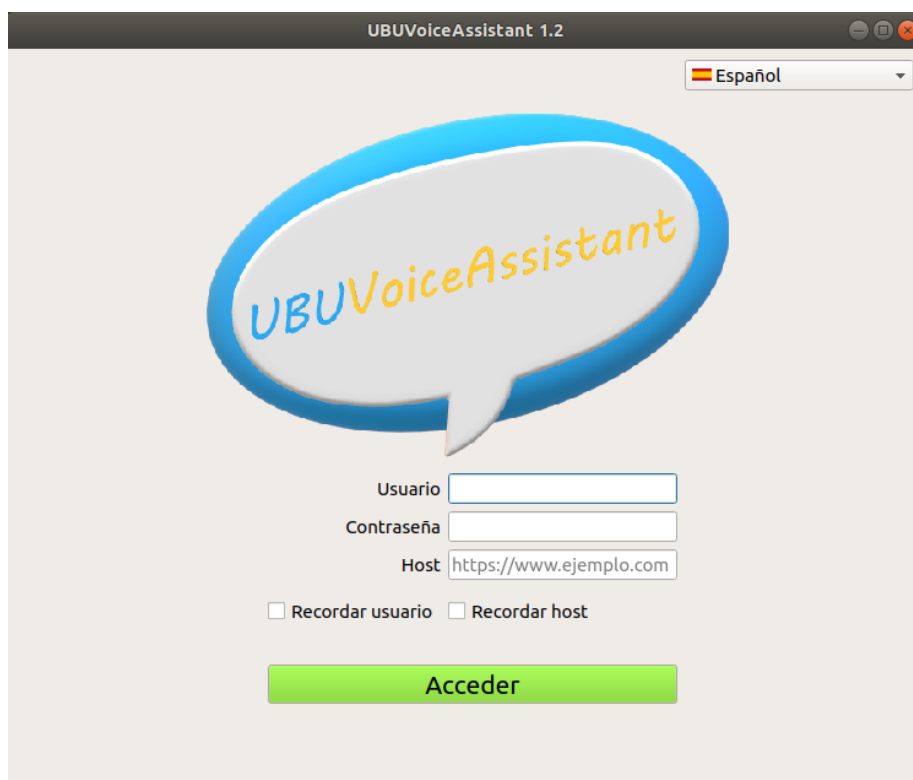 UBUVoiceAssistant 1.2
Español
UBUVoiceAssistant
Usuario
Contraseña
Host https://www.ejemplo.com
Recordar usuario Recordar host
Acceder